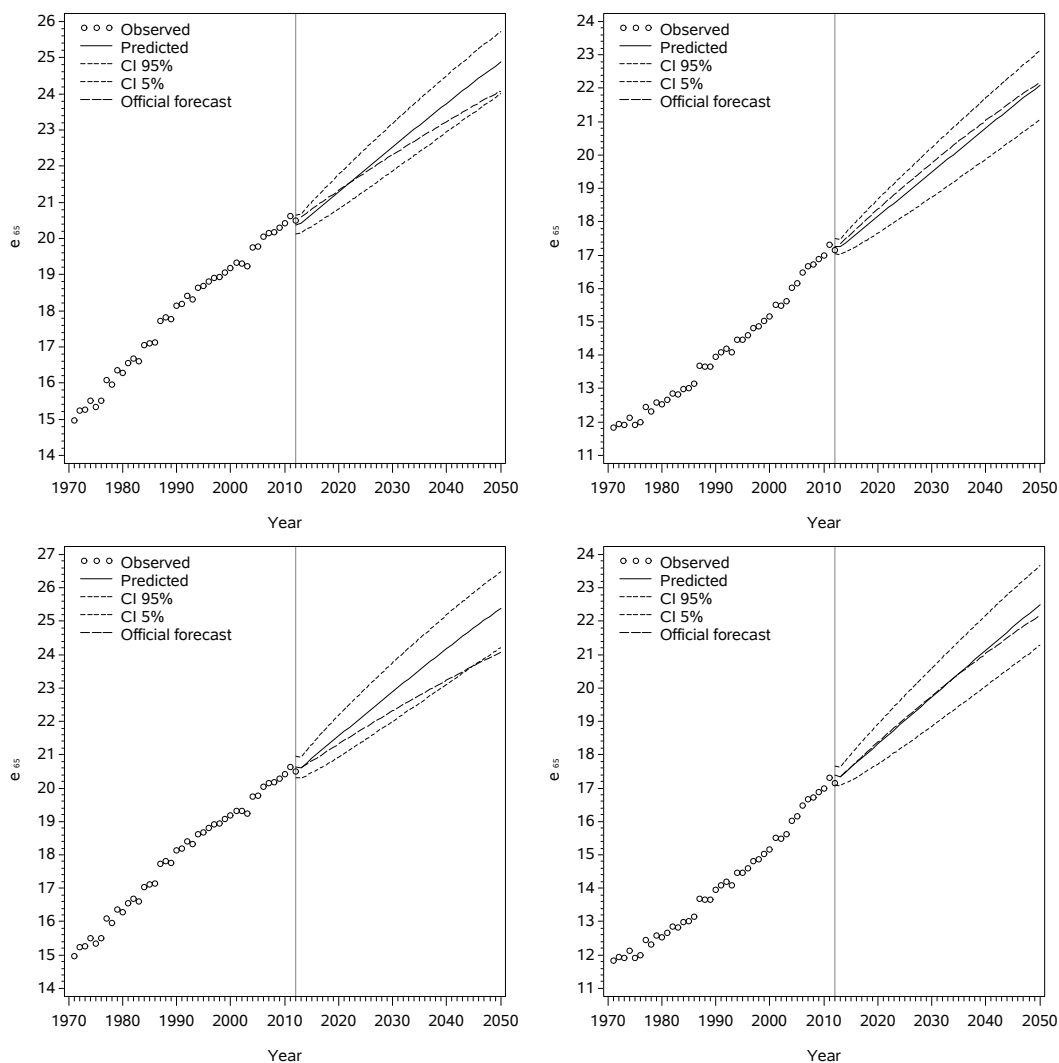 26
25
24
23
22
21
20
19
18
17
16
15
14
e 65
Observed
Predicted
CI 95%
CI 5%
Official forecast
1970 1980 1990 2000 2010 2020 2030 2040 2050
Year
24
23
22
21
20
19
18
17
16
15
14
13
12
11
e 65
Observed
Predicted
CI 95%
CI 5%
Official forecast
1970 1980 1990 2000 2010 2020 2030 2040 2050
Year
27
26
25
24
23
22
21
20
19
18
17
16
15
14
e 65
Observed
Predicted
CI 95%
CI 5%
Official forecast
1970 1980 1990 2000 2010 2020 2030 2040 2050
Year
24
23
22
21
20
19
18
17
16
15
14
13
12
11
e 65
Observed
Predicted
CI 95%
CI 5%
Official forecast
1970 1980 1990 2000 2010 2020 2030 2040 2050
Year